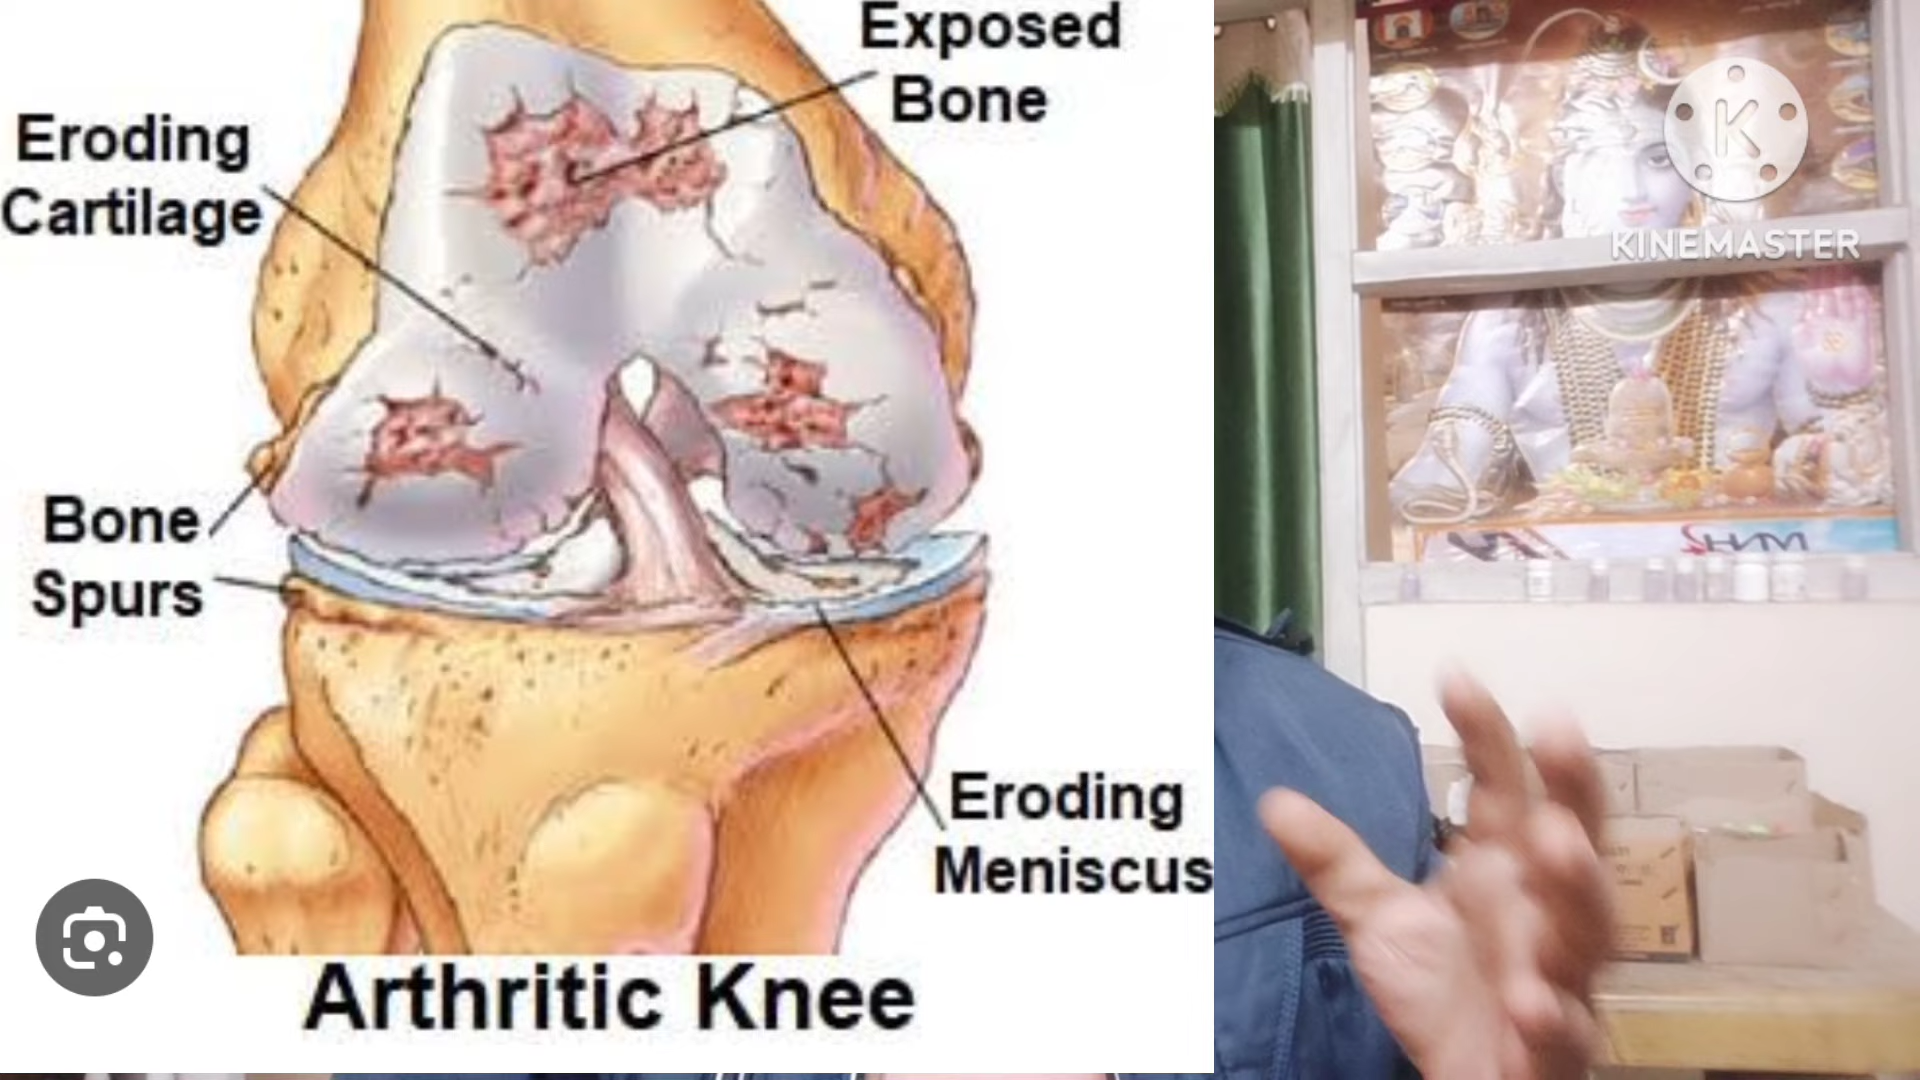 Exposed
Bone
Eroding
Cartilage
Bone
Spurs
Eroding
Meniscus
Arthritic Knee
K
KINEMASTER